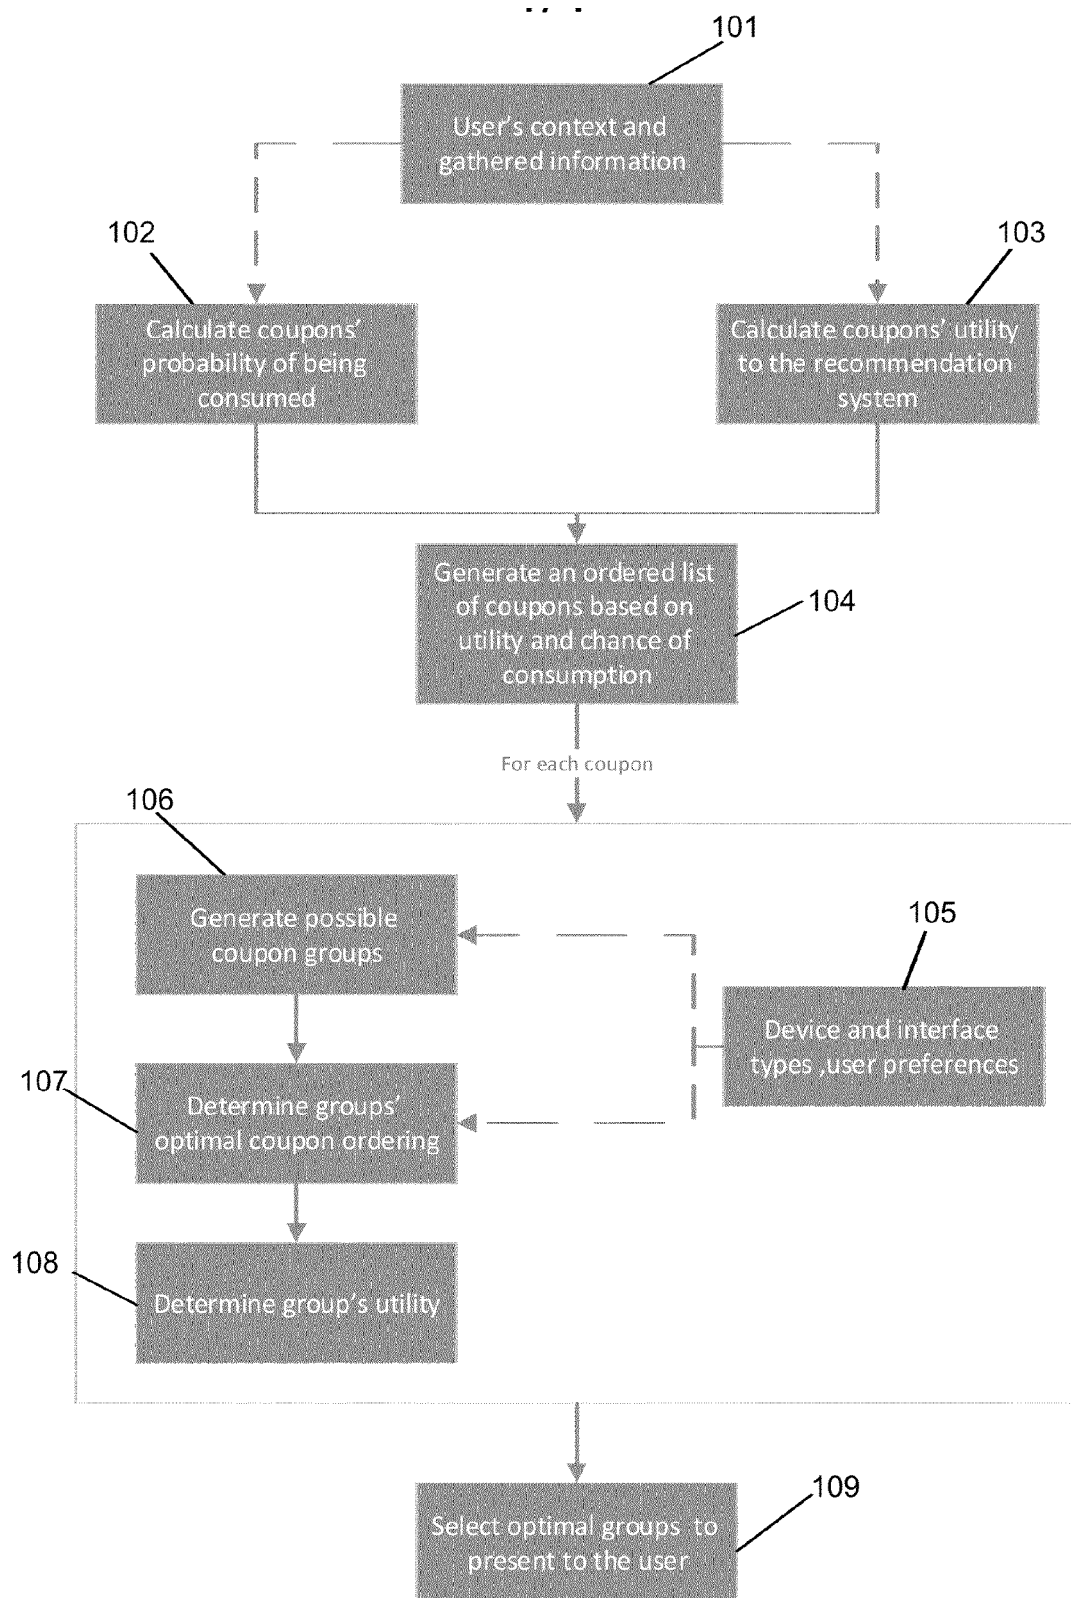 101
User's context and
gathered information
102
103
Calculate coupons'
probability of being
consumed
Calculate coupons' utility
to the recommendation
system
Generate an ordered list
of coupons based on
utility and chance of
consumption
104
For each coupon
106
Generate possible
coupon groups
105
Device and interface
types ,user preferences
107
Determine groups'
optimal coupon ordering
108
Determine group's utility
109
Select optimal groups to
present to the user